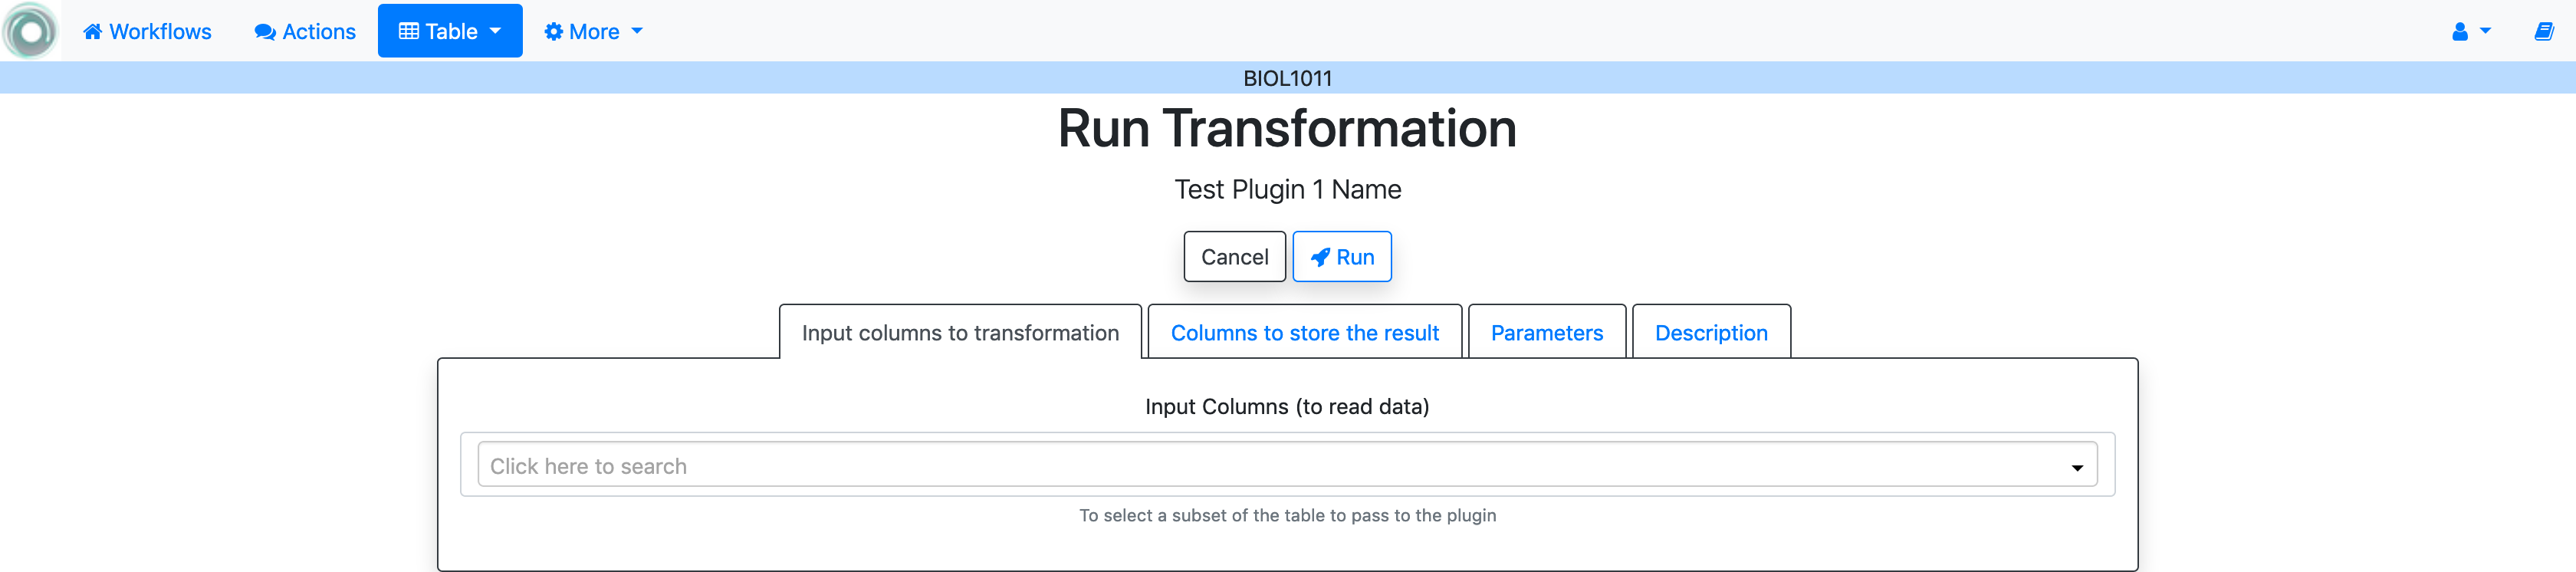 Workflows Actions Table More
BIOL1011
Run Transformation
Test Plugin 1 Name
Cancel Run
Input columns to transformation Columns to store the result Parameters Description
Input Columns (to read data)
Click here to search
To select a subset of the table to pass to the plugin